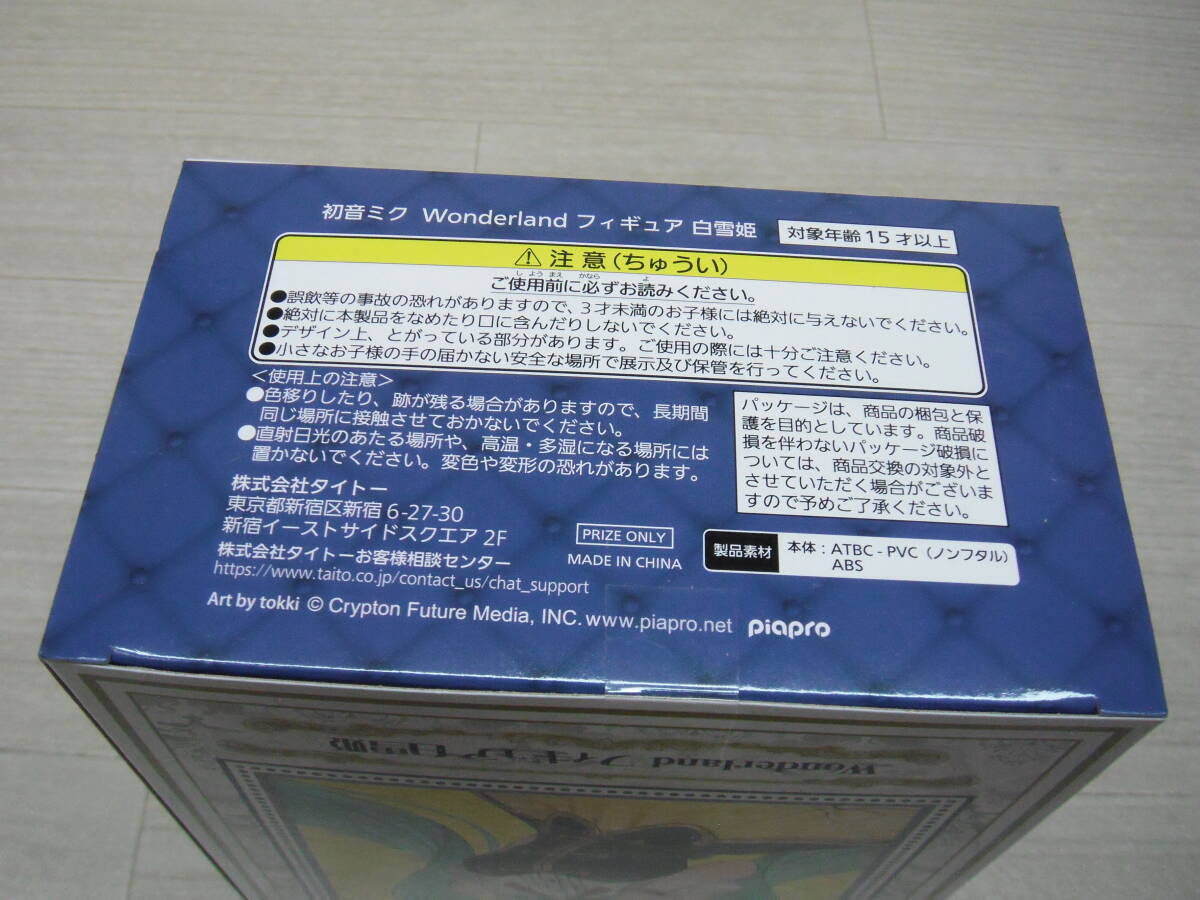 初音ミク Wonderland フィギュア 白雪姫
対象年齢15才以上
⚠注意(ちゅうい)
しようまえ かなら よ
ご使用前に必ずお読みください。
●誤飲等の事故の恐れがありますので、3才未満のお子様には絶対に与えないでください。
●絶対に本製品をなめたり口に含んだりしないでください。
●デザイン上、とがっている部分があります。ご使用の際には十分ご注意ください。
●小さなお子様の手の届かない安全な場所で展示及び保管を行ってください。
<使用上の注意>
●色移りしたり、跡が残る場合がありますので、長期間
同じ場所に接触させておかないでください。
●直射日光のあたる場所や、高温・多湿になる場所には
置かないでください。変色や変形の恐れがあります。
パッケージは、商品の梱包と保
護を目的としています。商品破
損を伴わないパッケージ破損に
ついては、商品交換の対象外と
させていただく場合がございま
すので予めご了承ください。
株式会社タイトー
東京都新宿区新宿 6-27-30
新宿イーストサイドスクエア 2F
株式会社タイトーお客様相談センター
https://www.taito.co.jp/contact_us/chat_support
PRIZE ONLY
MADE IN CHINA
製品素材
本体:ATBC-PVC(ノンフタル)
ABS
Art by tokki © Crypton Future Media, INC. www.piapro.net piapro
Wonderland フィギュア 白雪姫